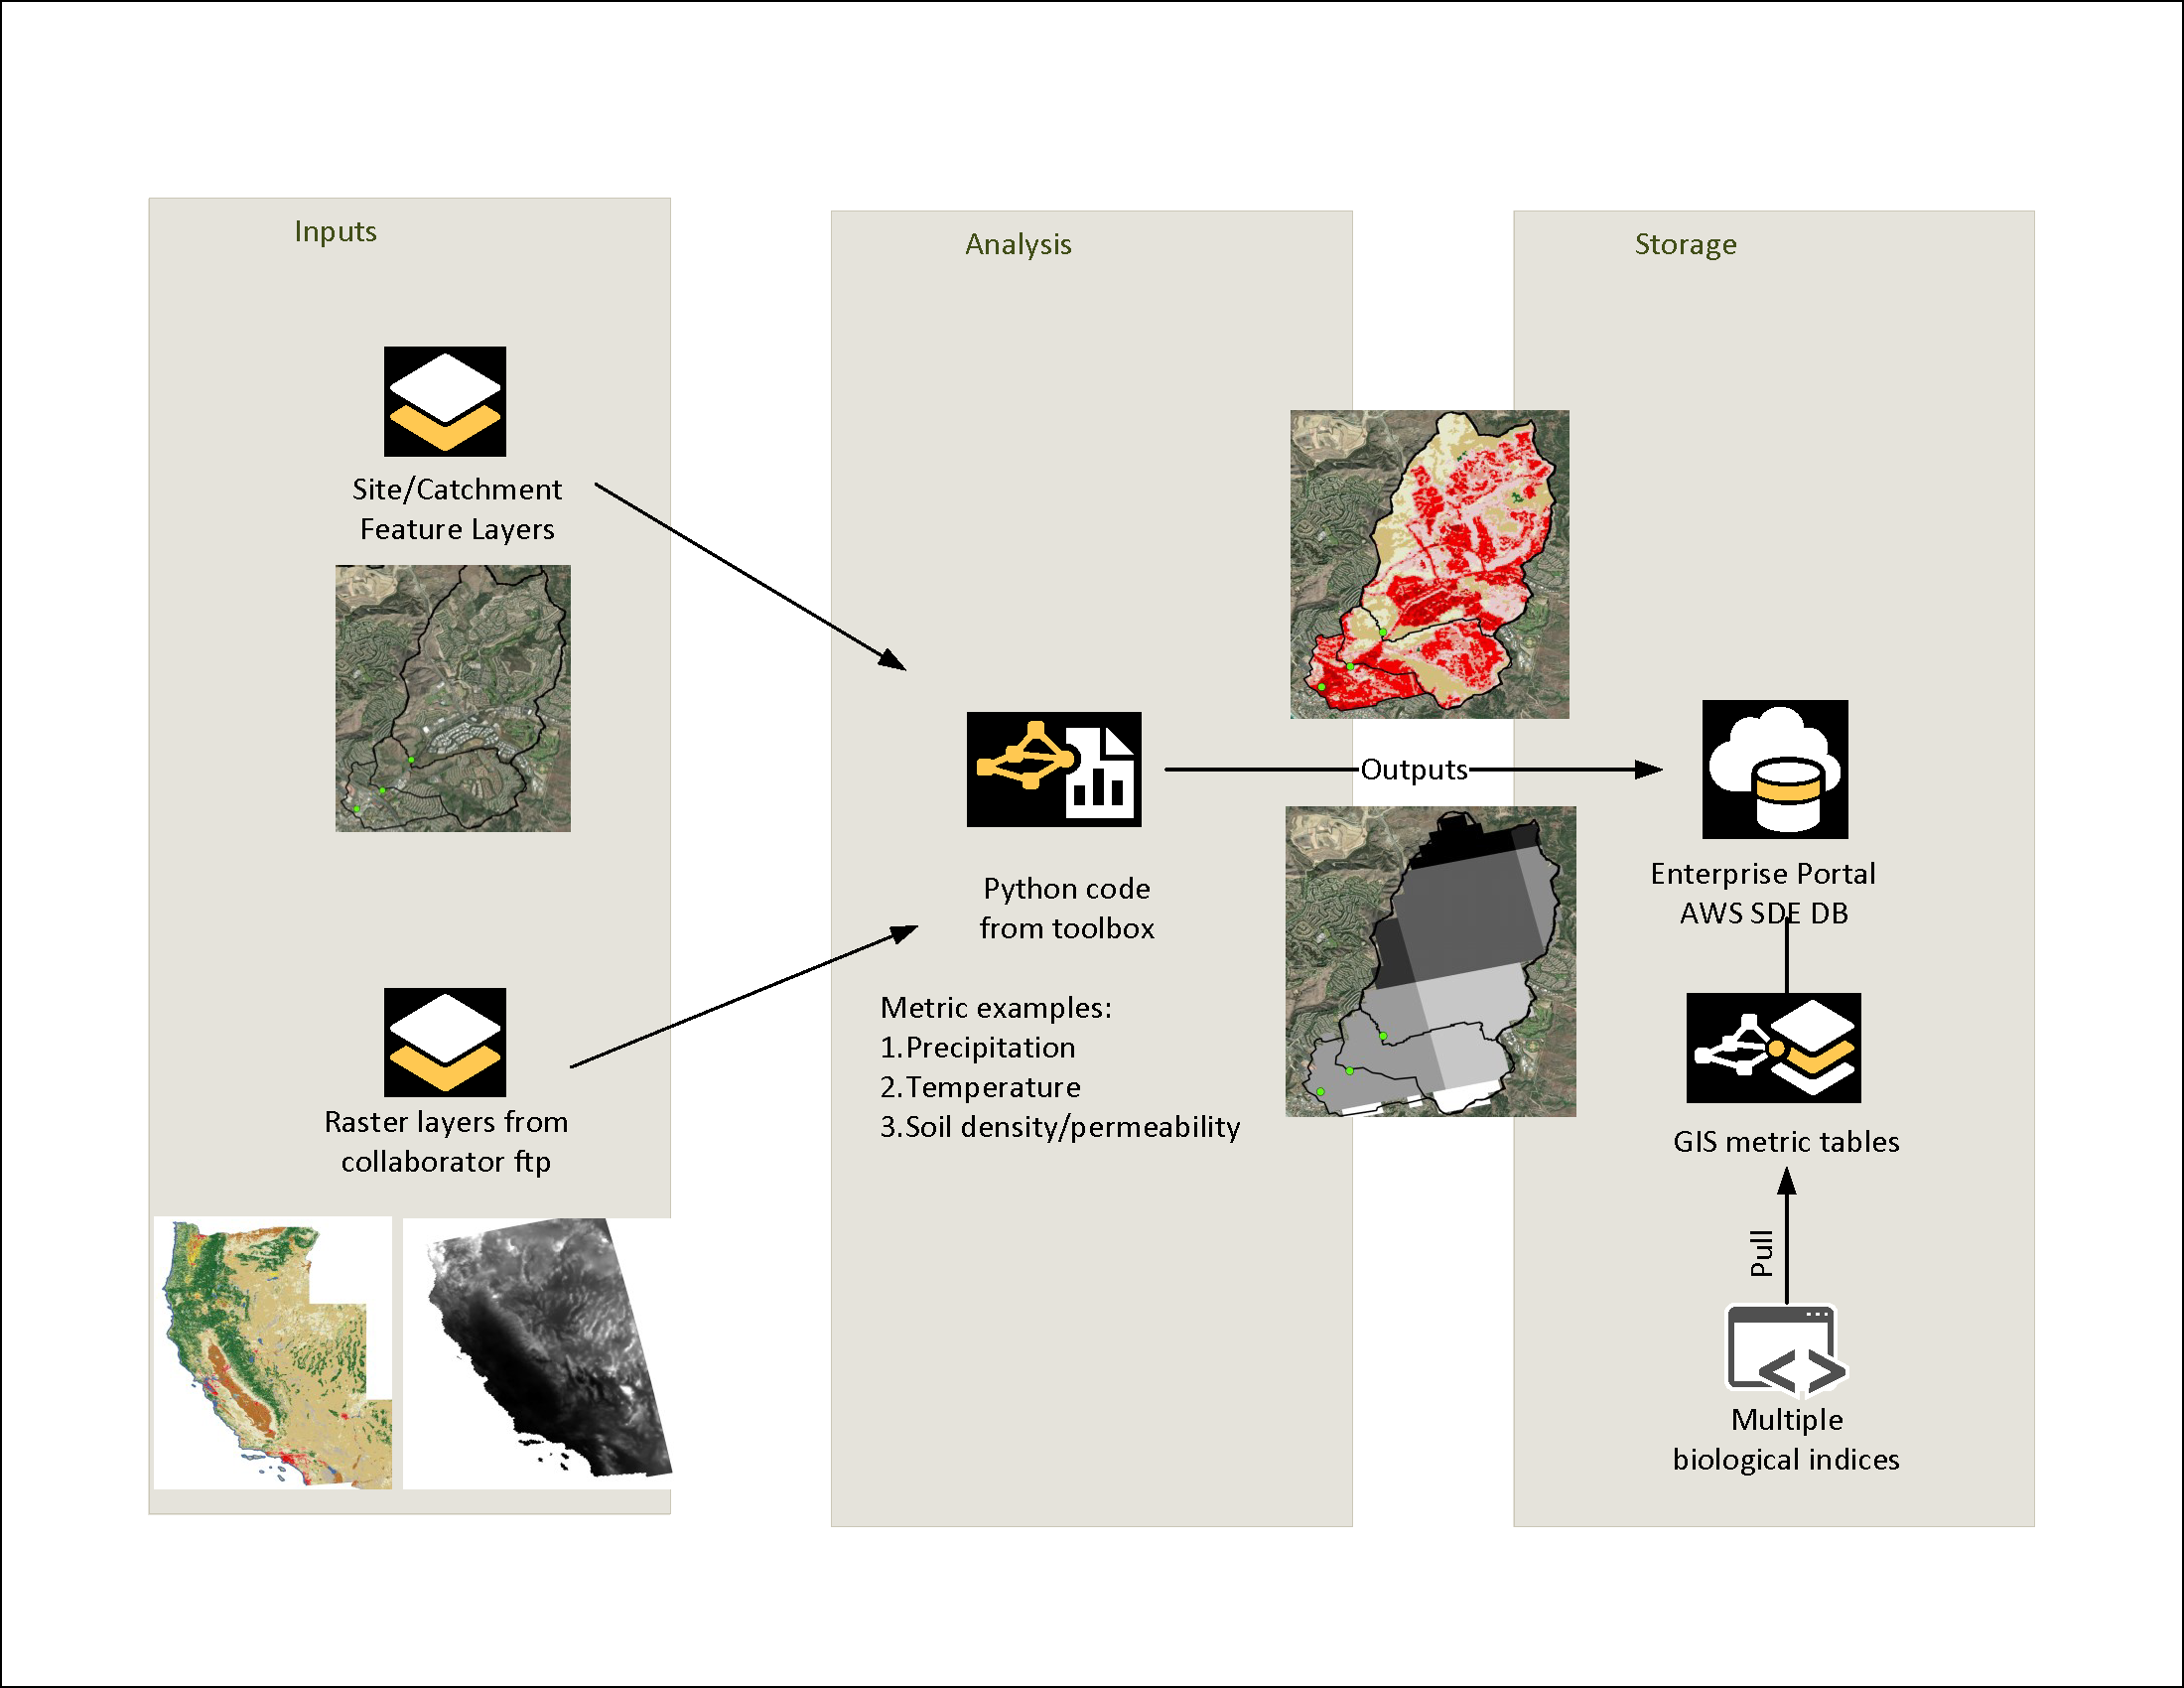 Inputs
Site/Catchment
Feature Layers
Raster layers from
collaborator ftp
Analysis
Python code
from toolbox
Metric examples:
1.Precipitation
2.Temperature
3.Soil density/permeability
Outputs
Storage
Enterprise Portal
AWS SDE DB
GIS metric tables
Pull
Multiple
biological indices